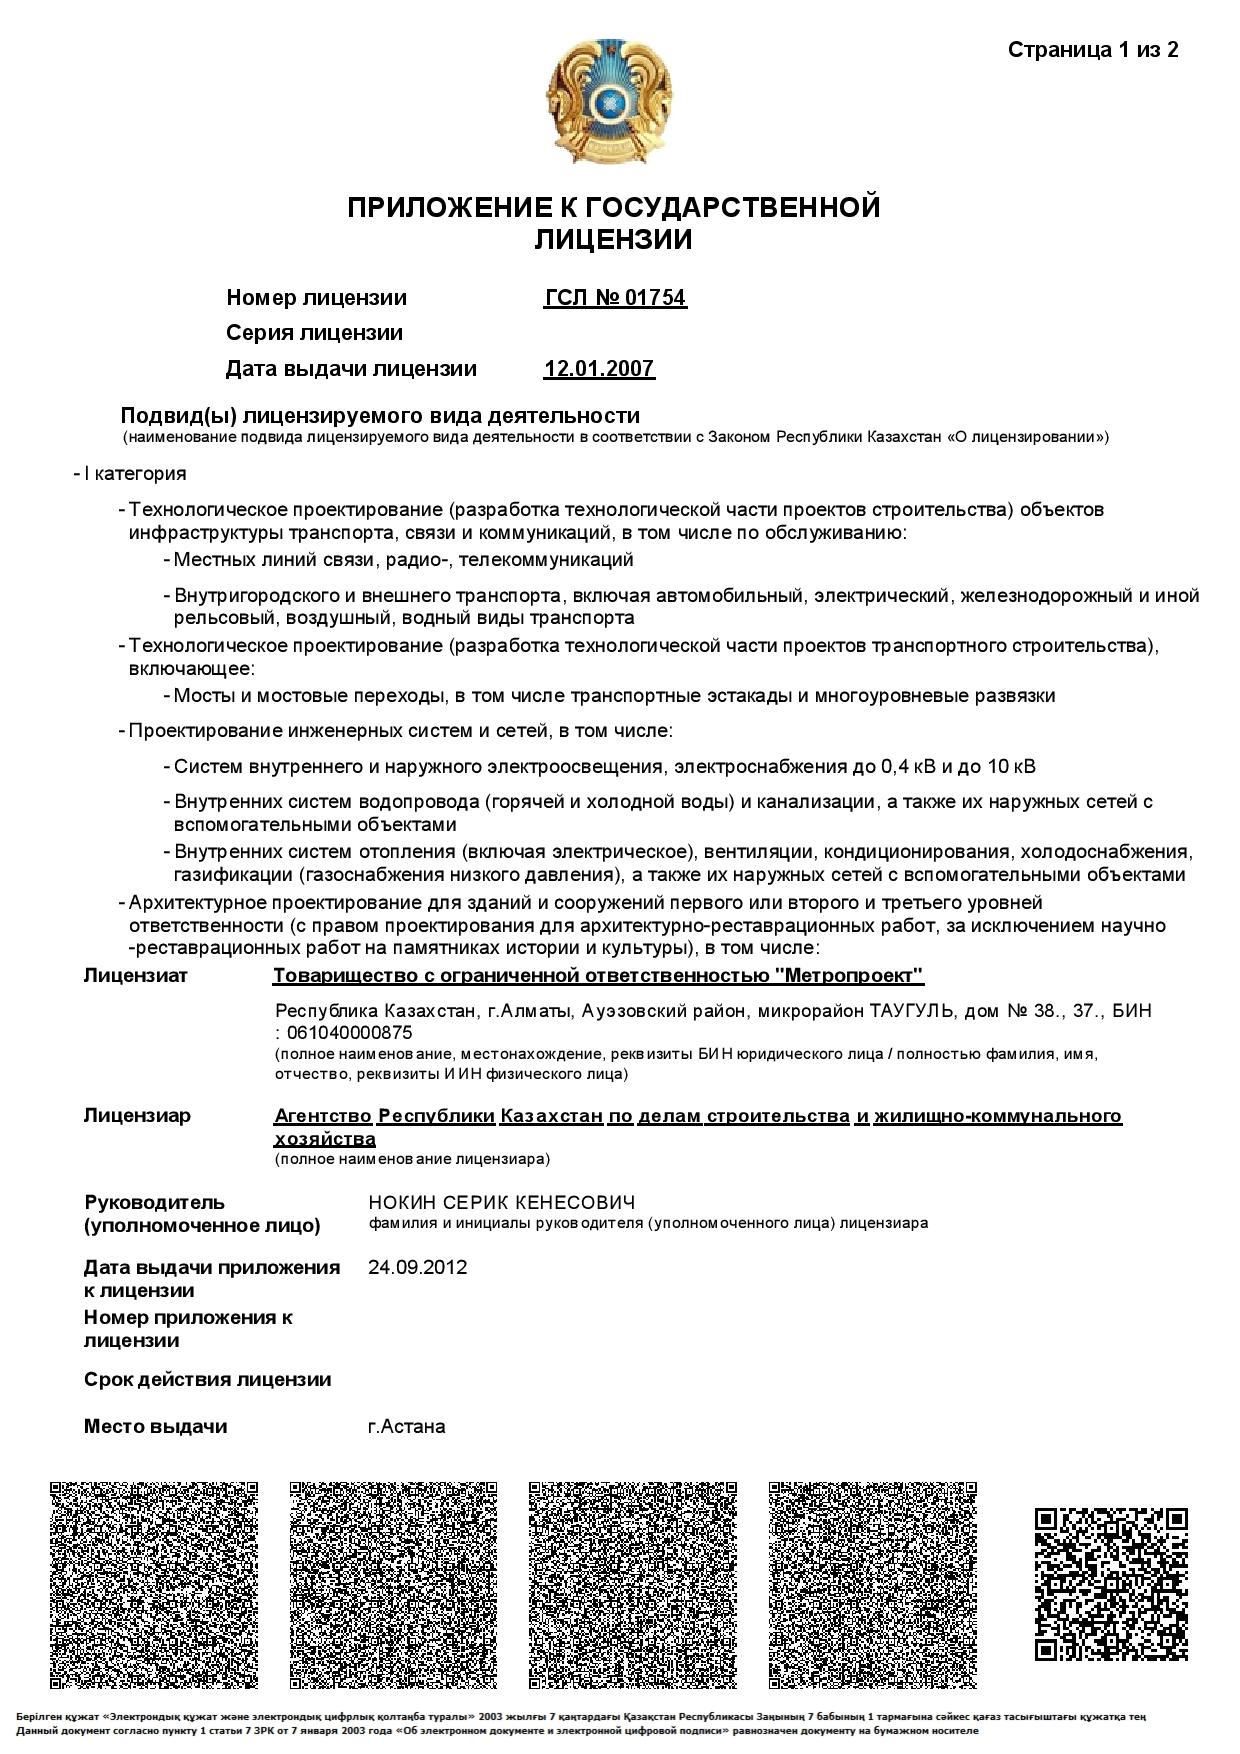 Страница 1 из 2
ПРИЛОЖЕНИЕ К ГОСУДАРСТВЕННОЙ
ЛИЦЕНЗИИ
Номер лицензии ГСЛ № 01754
Серия лицензии
Дата выдачи лицензии 12.01.2007
Подвид(ы) лицензируемого вида деятельности
(наименование подвида лицензируемого вида деятельности в соответствии с Законом Республики Казахстан «О лицензировании»)
- I категория
- Технологическое проектирование (разработка технологической части проектов строительства) объектов
инфраструктуры транспорта, связи и коммуникаций, в том числе по обслуживанию:
- Местных линий связи, радио-, телекоммуникаций
- Внутригородского и внешнего транспорта, включая автомобильный, электрический, железнодорожный и иной
рельсовый, воздушный, водный виды транспорта
- Технологическое проектирование (разработка технологической части проектов транспортного строительства),
включающее:
- Мосты и мостовые переходы, в том числе транспортные эстакады и многоуровневые развязки
- Проектирование инженерных систем и сетей, в том числе:
- Систем внутреннего и наружного электроосвещения, электроснабжения до 0,4 кВ и до 10 кВ
- Внутренних систем водопровода (горячей и холодной воды) и канализации, а также их наружных сетей с
вспомогательными объектами
- Внутренних систем отопления (включая электрическое), вентиляции, кондиционирования, холодоснабжения,
газификации (газоснабжения низкого давления), а также их наружных сетей с вспомогательными объектами
- Архитектурное проектирование для зданий и сооружений первого или второго и третьего уровней
ответственности (с правом проектирования для архитектурно-реставрационных работ, за исключением научно
-реставрационных работ на памятниках истории и культуры), в том числе:
Лицензиат Товарищество с ограниченной ответственностью "Метропроект"
Республика Казахстан, г.Алматы, Ауэзовский район, микрорайон ТАУГУЛЬ, дом № 38., 37., БИН
: 061040000875
(полное наименование, местонахождение, реквизиты БИН юридического лица / полностью фамилия, имя,
отчество, реквизиты ИИН физического лица)
Лицензиар Агентство Республики Казахстан по делам строительства и жилищно-коммунального
хозяйства
(полное наименование лицензиара)
Руководитель НОКИН СЕРИК КЕНЕСОВИЧ
(уполномоченное лицо) фамилия и инициалы руководителя (уполномоченного лица) лицензиара
Дата выдачи приложения 24.09.2012
к лицензии
Номер приложения к
лицензии
Срок действия лицензии
Место выдачи г.Астана
Берілген құжат «Электрондық құжат және электрондық цифрлық қолтаңба туралы» 2003 жылғы 7 қаңтардағы Қазақстан Республикасы Заңының 7 бабының 1 тармағына сәйкес қағаз тасығыштағы құжатқа тең
Данный документ согласно пункту 1 статьи 7 ЗРК от 7 января 2003 года «Об электронном документе и электронной цифровой подписи» равнозначен документу на бумажном носителе